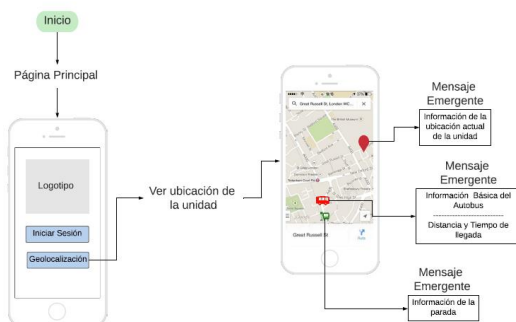 Inicio
Página Principal
Logotipo
Iniciar Sesión
Geolocalización
Ver ubicación de
la unidad
Great Russell St, London WC...
Great Russell St
Mensaje
Emergente
Información de la
ubicación actual
de la unidad
Mensaje
Emergente
Información Básica del
Autobus
Distancia y Tiempo de
llegada
Mensaje
Emergente
Información de la
parada